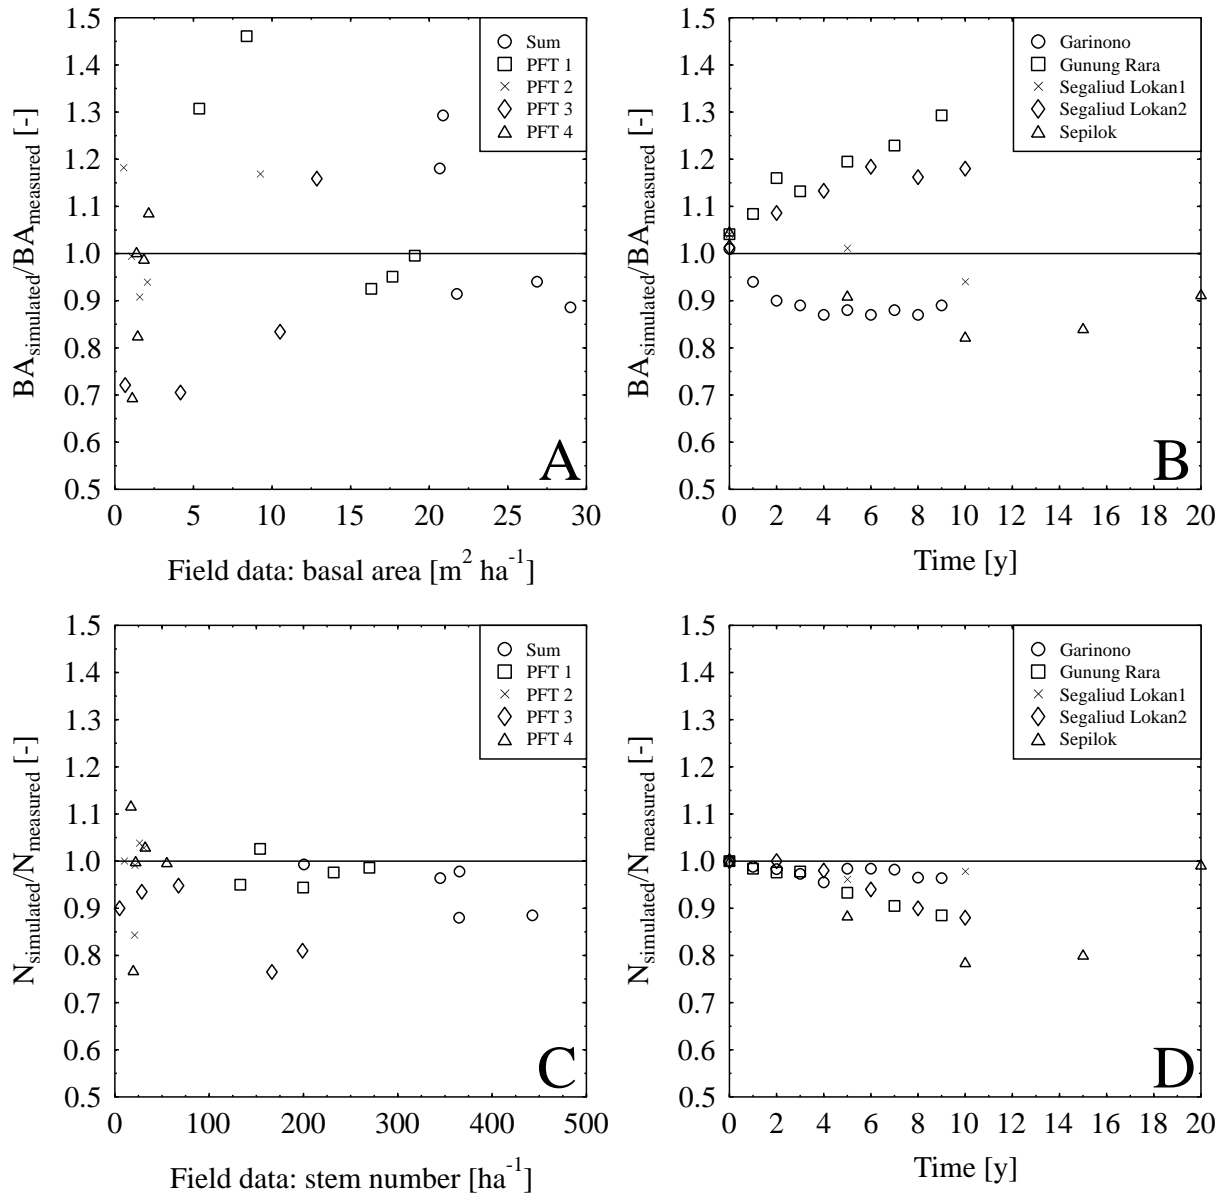 1.5
1.4
1.3
1.2
1.1
1.0
0.9
0.8
0.7
0.6
0.5
BA_simulated/BA_measured [-]
Sum
PFT 1
PFT 2
PFT 3
PFT 4
A
0 5 10 15 20 25 30
Field data: basal area [m² ha⁻¹]
1.5
1.4
1.3
1.2
1.1
1.0
0.9
0.8
0.7
0.6
0.5
BA_simulated/BA_measured [-]
Garinono
Gunung Rara
Segaliud Lokan1
Segaliud Lokan2
Sepilok
B
0 2 4 6 8 10 12 14 16 18 20
Time [y]
1.5
1.4
1.3
1.2
1.1
1.0
0.9
0.8
0.7
0.6
0.5
N_simulated/N_measured [-]
Sum
PFT 1
PFT 2
PFT 3
PFT 4
C
0 100 200 300 400 500
Field data: stem number [ha⁻¹]
1.5
1.4
1.3
1.2
1.1
1.0
0.9
0.8
0.7
0.6
0.5
N_simulated/N_measured [-]
Garinono
Gunung Rara
Segaliud Lokan1
Segaliud Lokan2
Sepilok
D
0 2 4 6 8 10 12 14 16 18 20
Time [y]